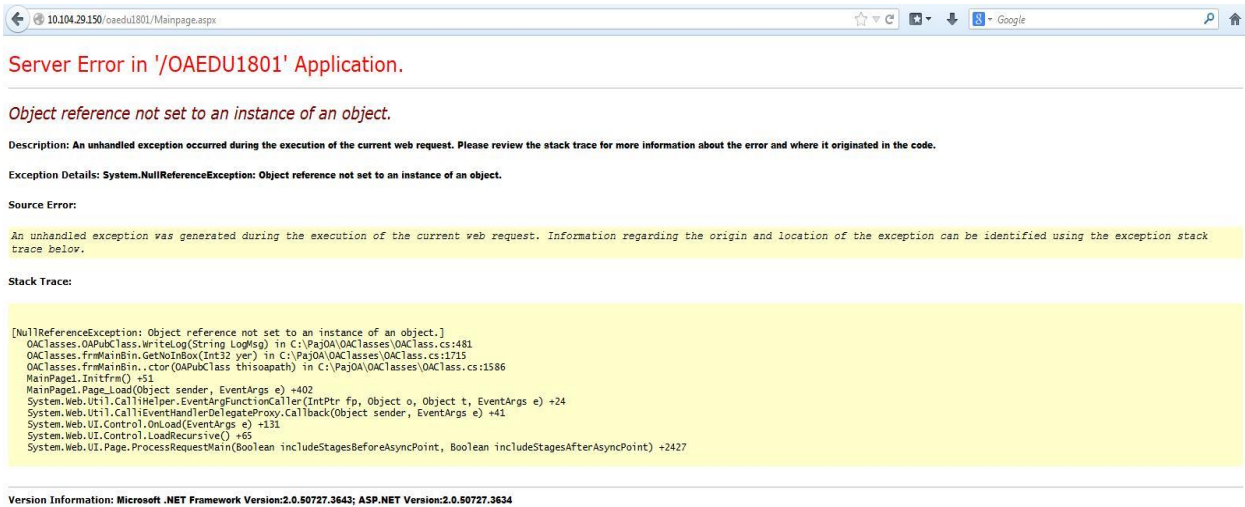 10.104.29.150/oaedu1801/Mainpage.aspx
8 - Google
Server Error in '/OAEDU1801' Application.
Object reference not set to an instance of an object.
Description: An unhandled exception occurred during the execution of the current web request. Please review the stack trace for more information about the error and where it originated in the code.
Exception Details: System.NullReferenceException: Object reference not set to an instance of an object.
Source Error:
An unhandled exception was generated during the execution of the current web request. Information regarding the origin and location of the exception can be identified using the exception stack
trace below.
Stack Trace:
[NullReferenceException: Object reference not set to an instance of an object.]
OAClasses.OAPubClass.WriteLog(String LogMsg) in C:\PajOA\OAClasses\OAClass.cs:481
OAClasses.frmMainBin.GetNoInBox(Int32 yer) in C:\PajOA\OAClasses\OAClass.cs:1715
OAClasses.frmMainBin..ctor(OAPubClass thisoapath) in C:\PajOA\OAClasses\OAClass.cs:1586
MainPage1.Initfrm() +51
MainPage1.Page_Load(Object sender, EventArgs e) +402
System.Web.Util.CalliHelper.EventArgFunctionCaller(IntPtr fp, Object o, Object t, EventArgs e) +24
System.Web.Util.CalliEventHandlerDelegateProxy.Callback(Object sender, EventArgs e) +41
System.Web.UI.Control.OnLoad(EventArgs e) +131
System.Web.UI.Control.LoadRecursive() +65
System.Web.UI.Page.ProcessRequestMain(Boolean includeStagesBeforeAsyncPoint, Boolean includeStagesAfterAsyncPoint) +2427
Version Information: Microsoft .NET Framework Version:2.0.50727.3643; ASP.NET Version:2.0.50727.3634